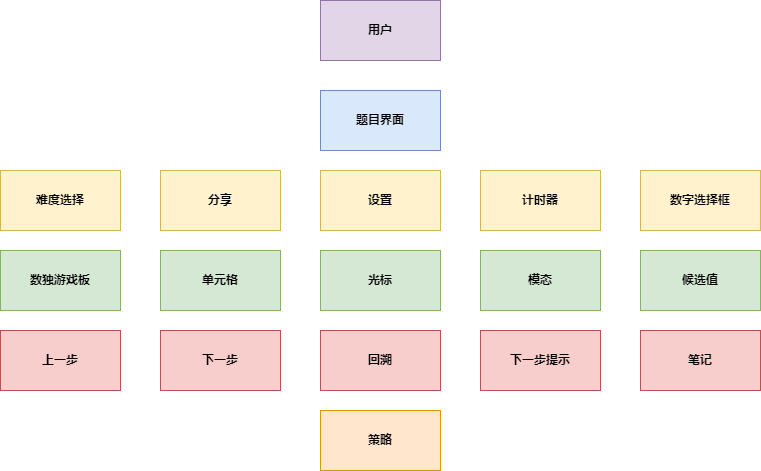 用户
题目界面
难度选择
分享
设置
计时器
数字选择框
数独游戏板
单元格
光标
模态
候选值
上一步
下一步
回溯
下一步提示
笔记
策略